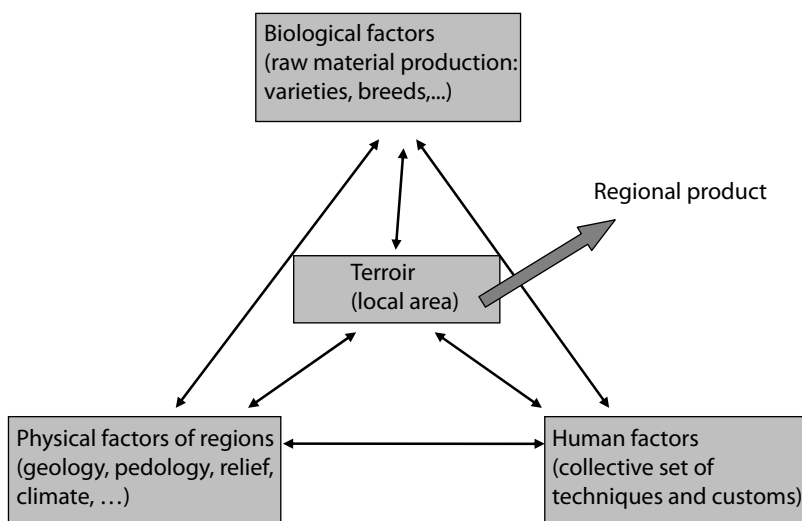 Biological factors
(raw material production:
varieties, breeds,...)
Regional product
Terroir
(local area)
Physical factors of regions
(geology, pedology, relief,
climate, …)
Human factors
(collective set of
techniques and customs)